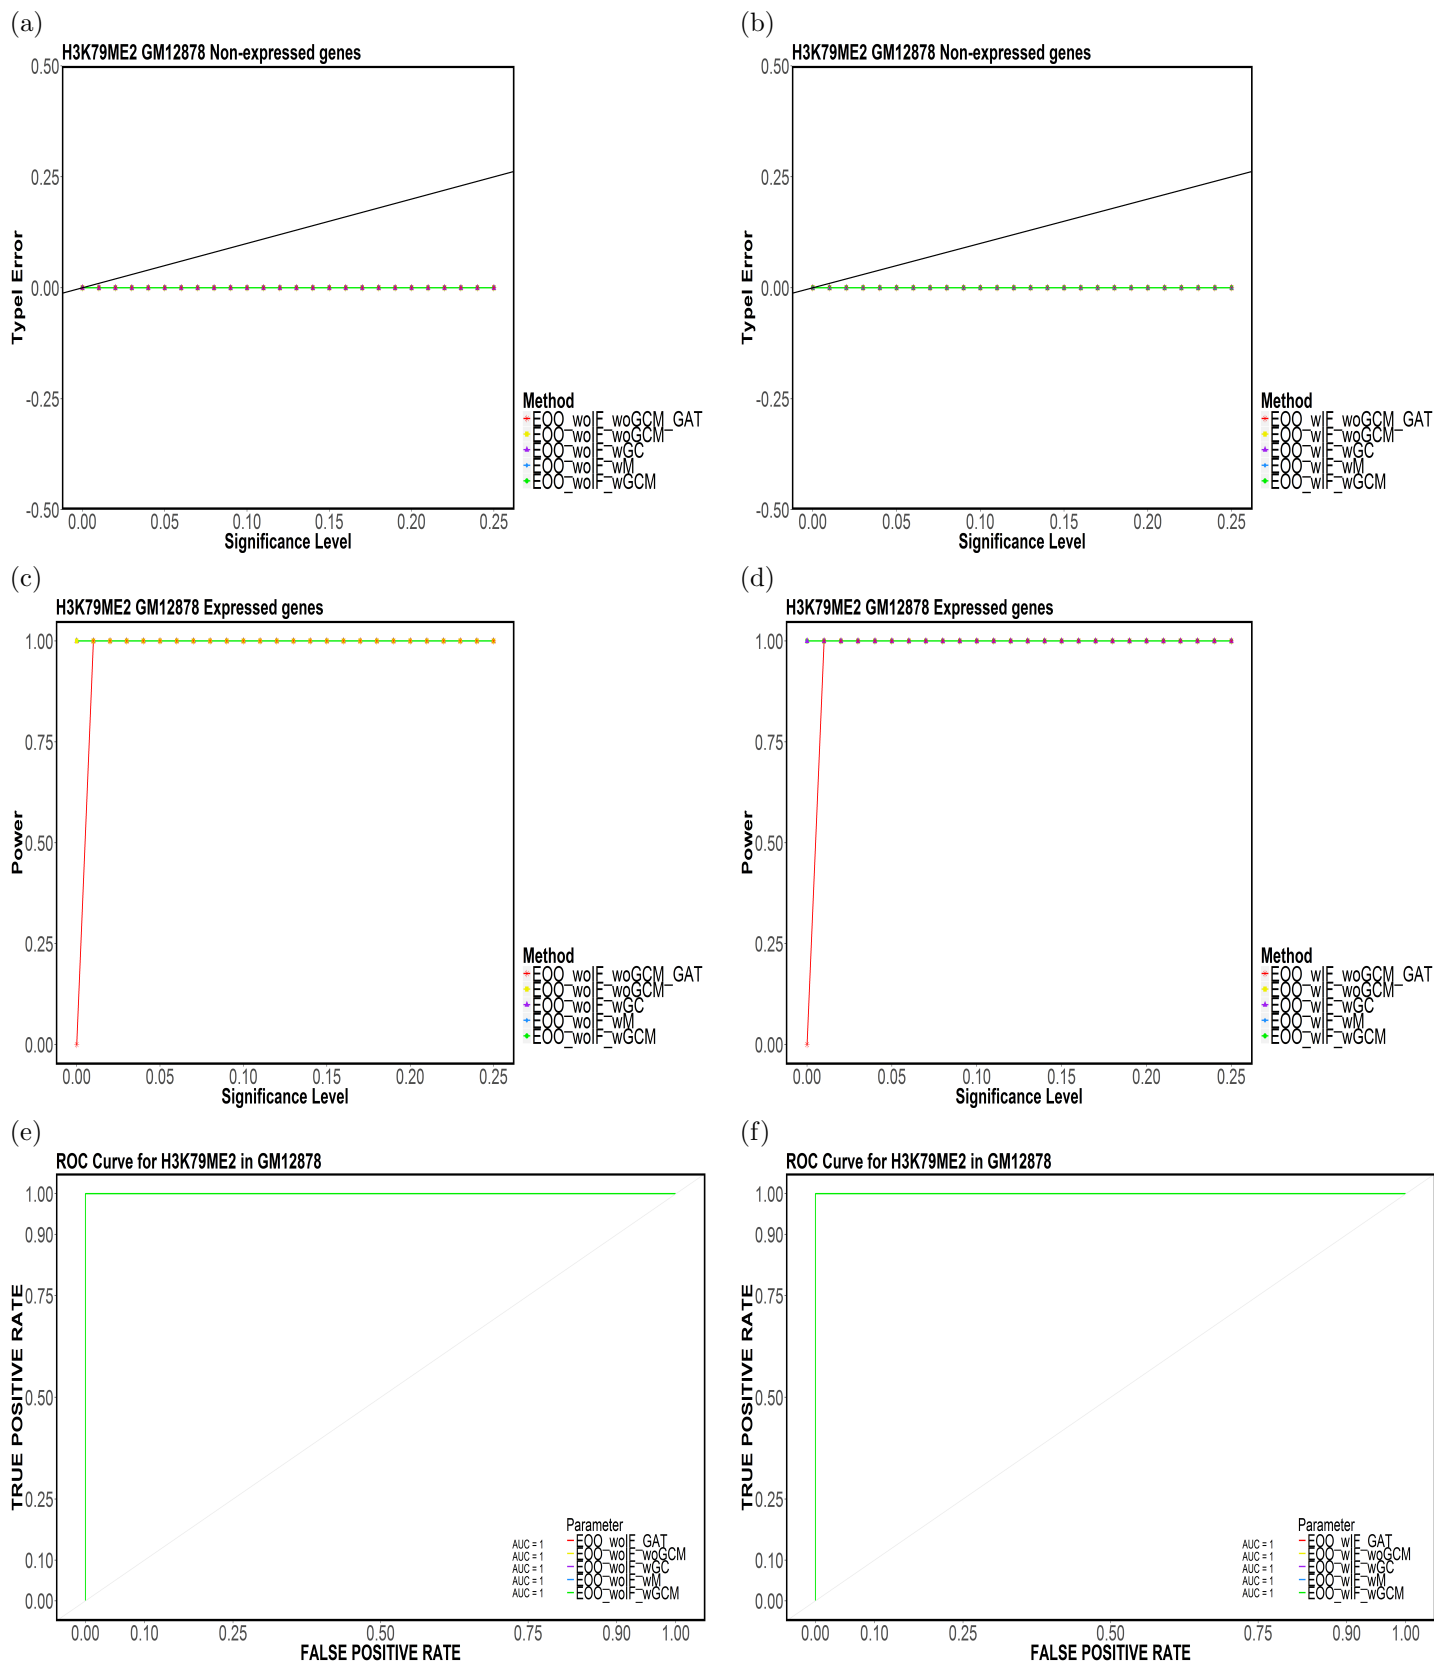 (a)
H3K79ME2 GM12878 Non-expressed genes
0.50
0.25
0.00
-0.25
-0.50
TypeI Error
0.00 0.05 0.10 0.15 0.20 0.25
Significance Level
Method
EOO_woIF_woGCM_GAT
EOO_woIF_woGCM
EOO_woIF_wGC
EOO_woIF_wM
EOO_woIF_wGCM
(b)
H3K79ME2 GM12878 Non-expressed genes
0.50
0.25
0.00
-0.25
-0.50
TypeI Error
0.00 0.05 0.10 0.15 0.20 0.25
Significance Level
Method
EOO_wIF_woGCM_GAT
EOO_wIF_woGCM
EOO_wIF_wGC
EOO_wIF_wM
EOO_wIF_wGCM
(c)
H3K79ME2 GM12878 Expressed genes
1.00
0.75
0.50
0.25
0.00
Power
0.00 0.05 0.10 0.15 0.20 0.25
Significance Level
Method
EOO_woIF_woGCM_GAT
EOO_woIF_woGCM
EOO_woIF_wGC
EOO_woIF_wM
EOO_woIF_wGCM
(d)
H3K79ME2 GM12878 Expressed genes
1.00
0.75
0.50
0.25
0.00
Power
0.00 0.05 0.10 0.15 0.20 0.25
Significance Level
Method
EOO_wIF_woGCM_GAT
EOO_wIF_woGCM
EOO_wIF_wGC
EOO_wIF_wM
EOO_wIF_wGCM
(e)
ROC Curve for H3K79ME2 in GM12878
1.00
0.90
0.75
0.50
0.25
0.10
0.00
TRUE POSITIVE RATE
0.00 0.10 0.25 0.50 0.75 0.90 1.00
FALSE POSITIVE RATE
Parameter
AUC = 1 EOO_woIF_GAT
AUC = 1 EOO_woIF_woGCM
AUC = 1 EOO_woIF_wGC
AUC = 1 EOO_woIF_wM
AUC = 1 EOO_woIF_wGCM
(f)
ROC Curve for H3K79ME2 in GM12878
1.00
0.90
0.75
0.50
0.25
0.10
0.00
TRUE POSITIVE RATE
0.00 0.10 0.25 0.50 0.75 0.90 1.00
FALSE POSITIVE RATE
Parameter
AUC = 1 EOO_wIF_GAT
AUC = 1 EOO_wIF_woGCM
AUC = 1 EOO_wIF_wGC
AUC = 1 EOO_wIF_wM
AUC = 1 EOO_wIF_wGCM